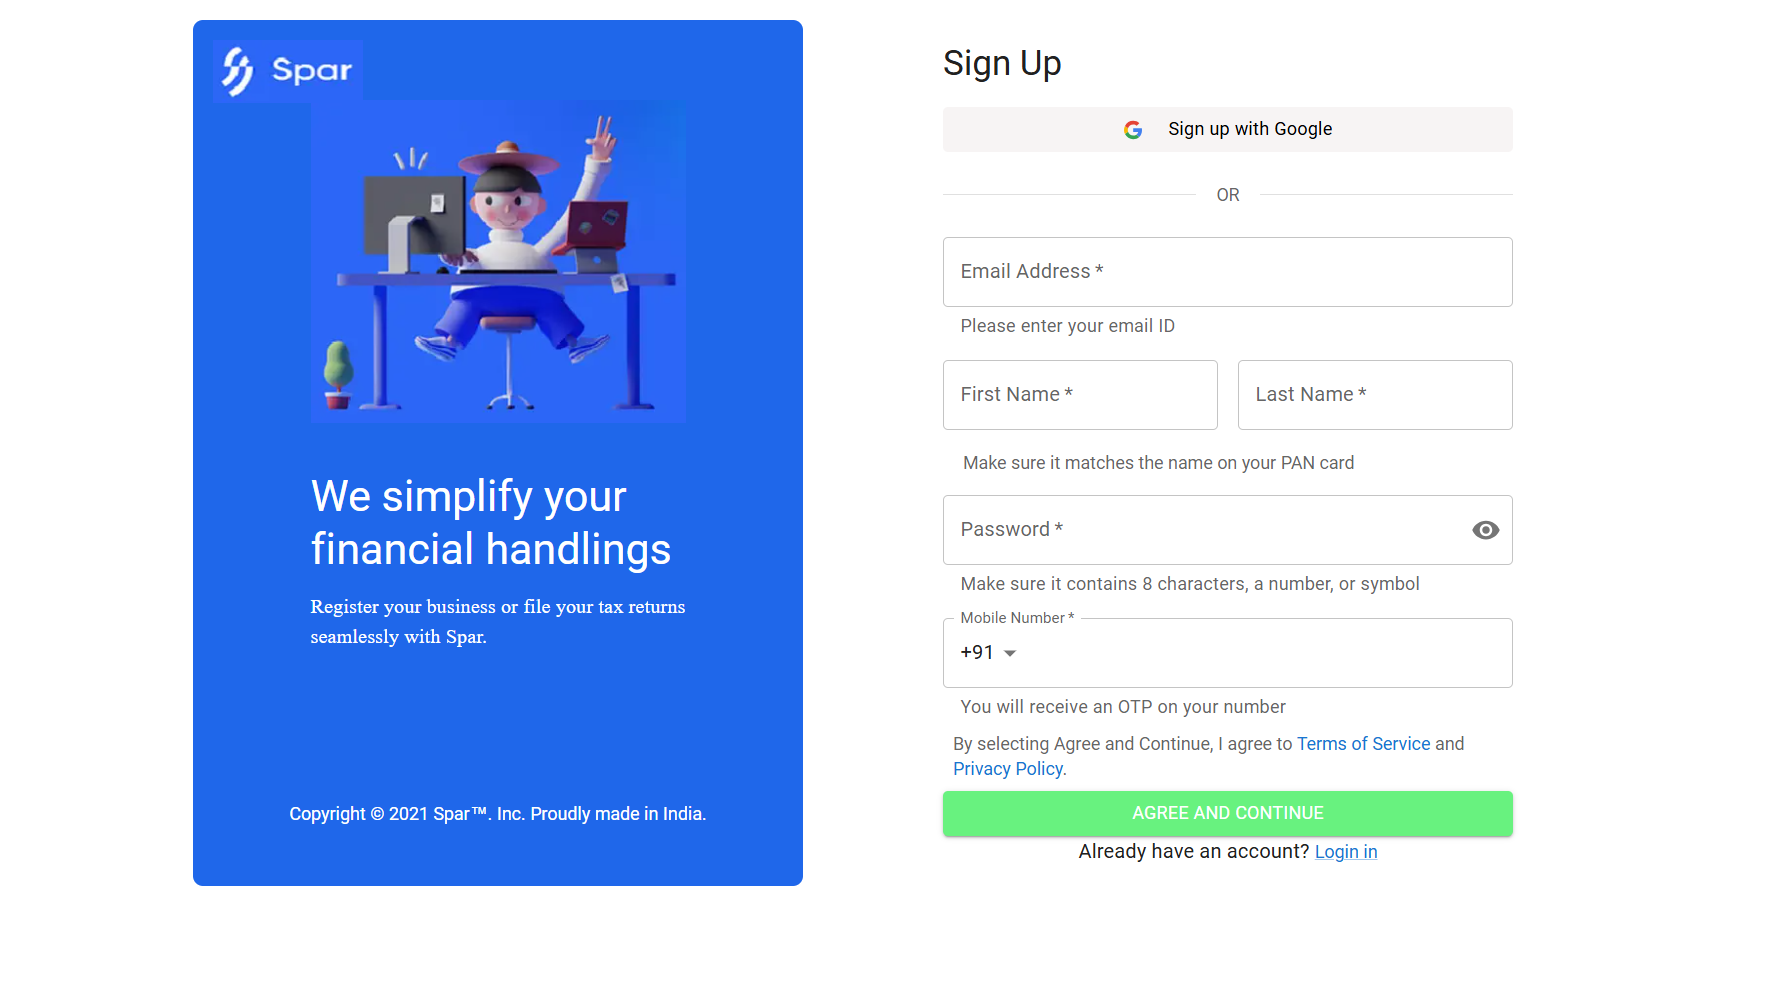 Spar
We simplify your
financial handlings
Register your business or file your tax returns
seamlessly with Spar.
Copyright © 2021 Spar™. Inc. Proudly made in India.
Sign Up
Sign up with Google
OR
Email Address *
Please enter your email ID
First Name *
Last Name *
Make sure it matches the name on your PAN card
Password *
Make sure it contains 8 characters, a number, or symbol
Mobile Number *
+91
You will receive an OTP on your number
By selecting Agree and Continue, I agree to Terms of Service and
Privacy Policy.
AGREE AND CONTINUE
Already have an account? Login in